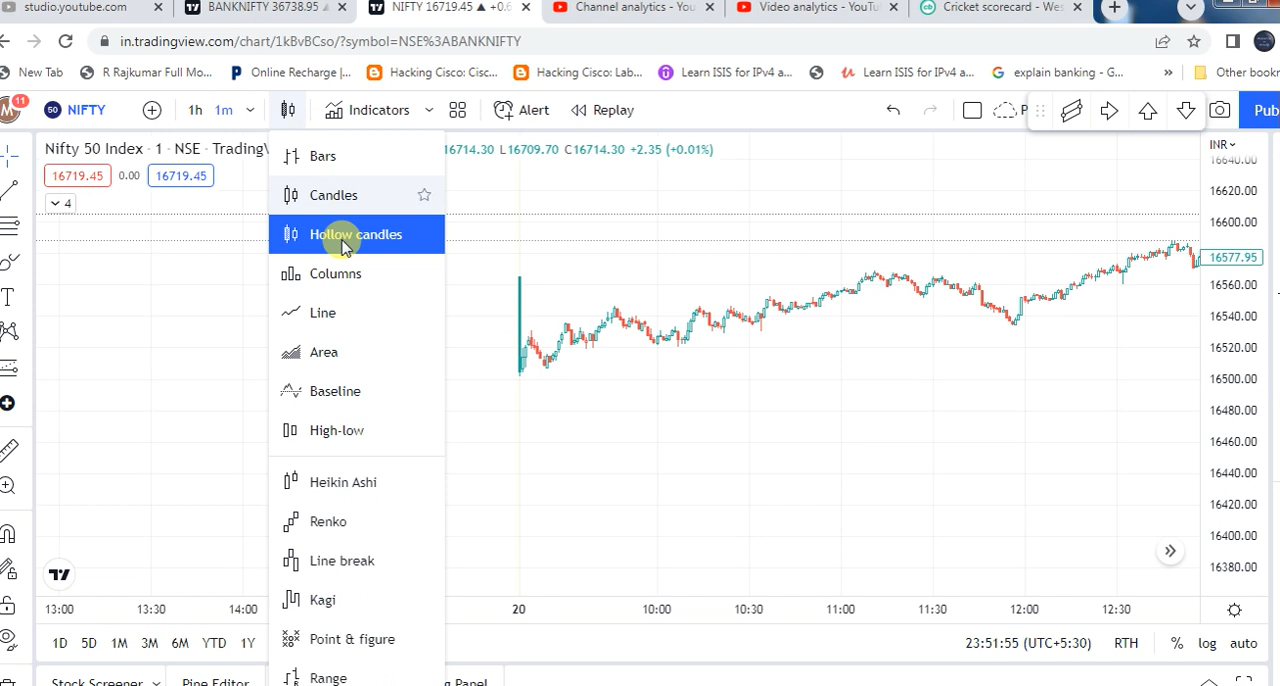 studio.youtube.com × BANKNIFTY 36738.95 × NIFTY 16719.45 ▲ +0.6 × Channel analytics - You × Video analytics - YouTu × Cricket scorecard - Wes ×
in.tradingview.com/chart/1kBvBCso/?symbol=NSE%3ABANKNIFTY
New Tab R Rajkumar Full Mo... Online Recharge |... Hacking Cisco: Cisc... Hacking Cisco: Lab... Learn ISIS for IPv4 a... Learn ISIS for IPv4 a... explain banking - G... » Other bookr
M 11 50 NIFTY 1h 1m Indicators Alert Replay Pub
Nifty 50 Index · 1 · NSE · Trading 16714.30 L16709.70 C16714.30 +2.35 (+0.01%) INR
16719.45 0.00 16719.45
4
Bars
Candles
Hollow candles
Columns
Line
Area
Baseline
High-low
Heikin Ashi
Renko
Line break
Kagi
Point & figure
Range
16640.00
16620.00
16600.00
16577.95
16560.00
16540.00
16520.00
16500.00
16480.00
16460.00
16440.00
16420.00
16400.00
16380.00
13:00 13:30 14:00 20 10:00 10:30 11:00 11:30 12:00 12:30
1D 5D 1M 3M 6M YTD 1Y 23:51:55 (UTC+5:30) RTH % log auto
Stock Screener Pine Editor Panel